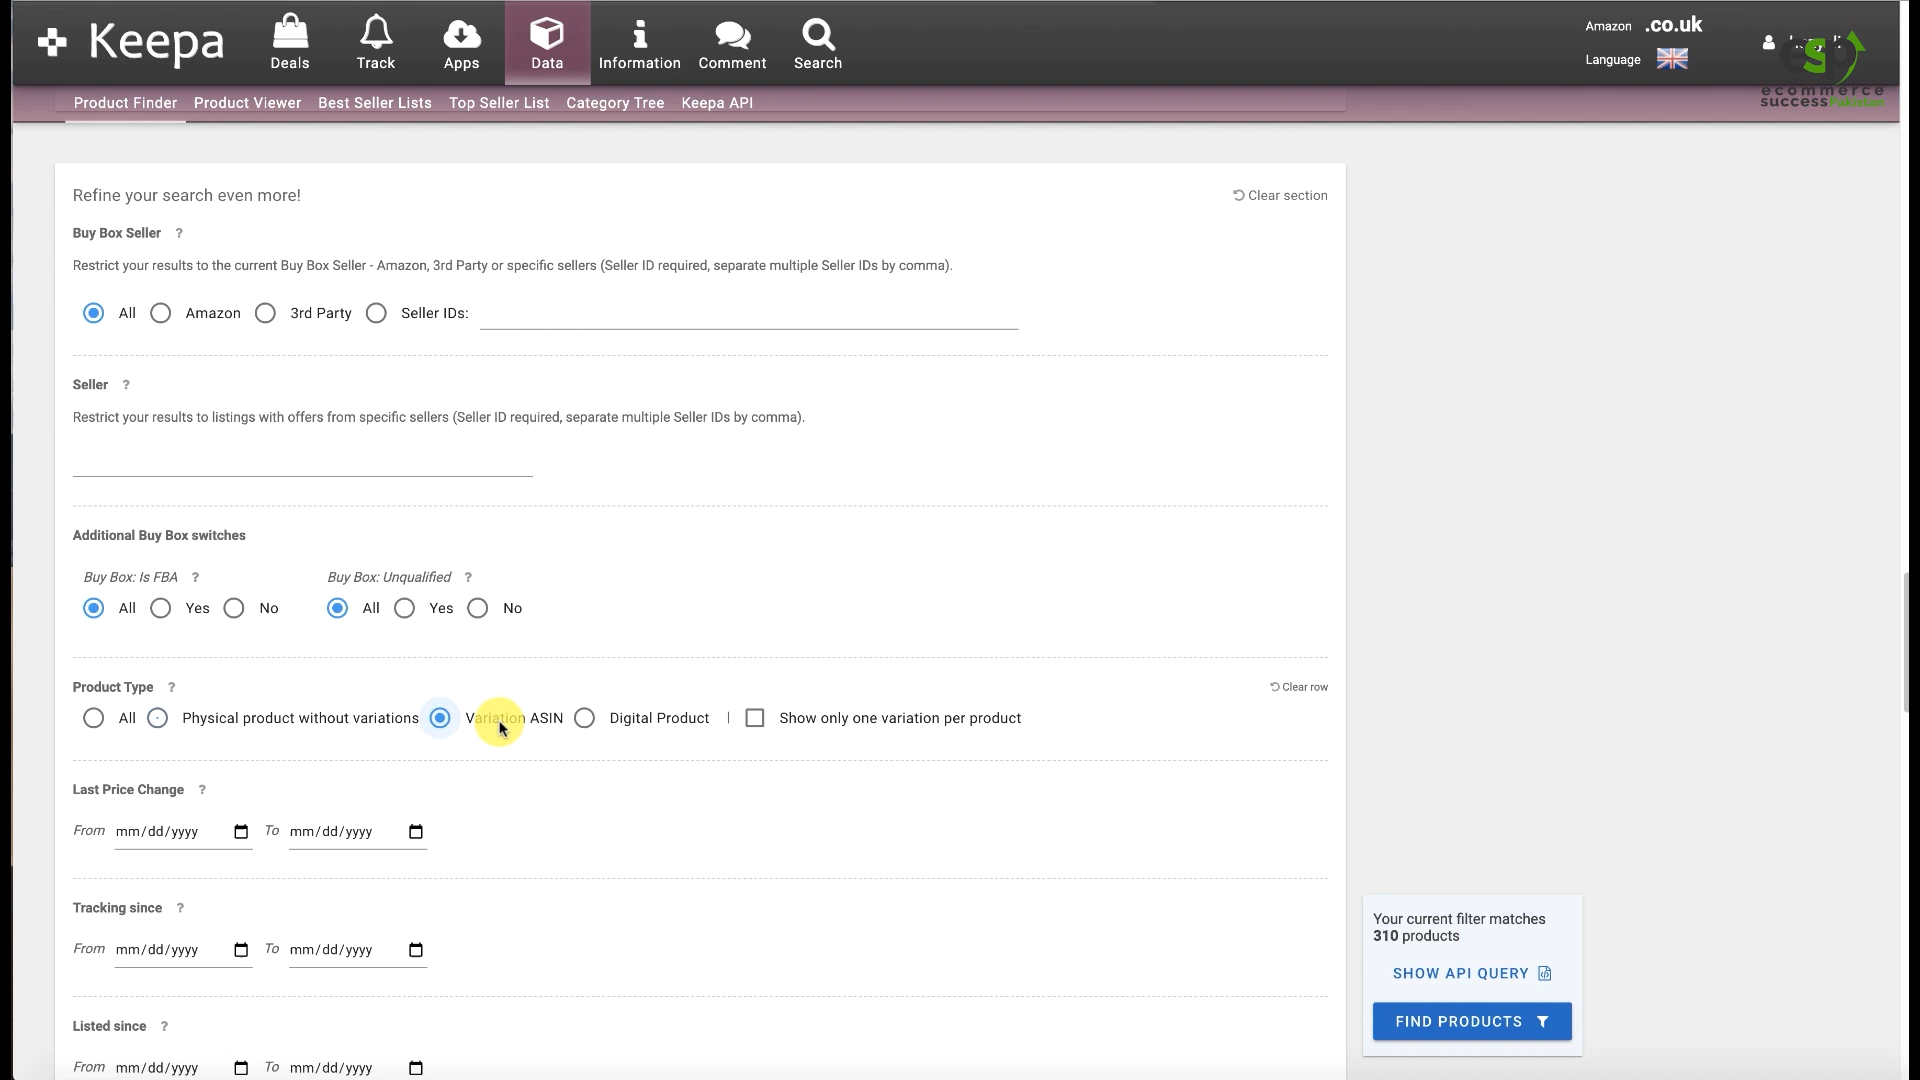 Keepa
Deals
Track
Apps
Data
Information
Comment
Search
Amazon .co.uk
Language
esp
ecommerce
success Pakistan
Product Finder Product Viewer Best Seller Lists Top Seller List Category Tree Keepa API
Refine your search even more!
Clear section
Buy Box Seller ?
Restrict your results to the current Buy Box Seller - Amazon, 3rd Party or specific sellers (Seller ID required, separate multiple Seller IDs by comma).
All Amazon 3rd Party Seller IDs:
Seller ?
Restrict your results to listings with offers from specific sellers (Seller ID required, separate multiple Seller IDs by comma).
Additional Buy Box switches
Buy Box: Is FBA ? Buy Box: Unqualified ?
All Yes No All Yes No
Product Type ?
Clear row
All Physical product without variations Variation ASIN Digital Product | Show only one variation per product
Last Price Change ?
From mm/dd/yyyy To mm/dd/yyyy
Tracking since ?
From mm/dd/yyyy To mm/dd/yyyy
Listed since ?
From mm/dd/yyyy To mm/dd/yyyy
Your current filter matches
310 products
SHOW API QUERY
FIND PRODUCTS